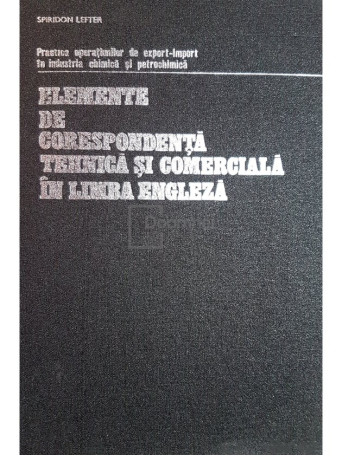 SPIRIDON LEFTER
Practica operațiunilor de export-import
în industria chimică și petrochimică
ELEMENTE
DE
CORESPONDENȚĂ
TEHNICĂ ȘI COMERCIALĂ
ÎN LIMBA ENGLEZĂ